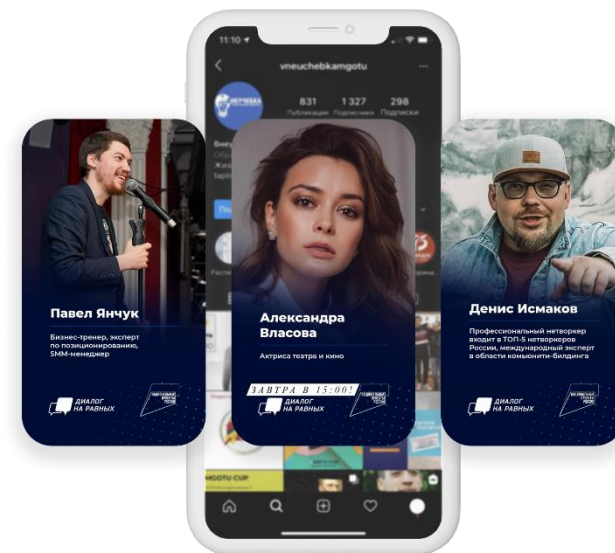 11:10
vneuchebkamgotu
831 1 327 298
Публикации Подписчики Подписки
Павел Янчук
Бизнес-тренер, эксперт
по позиционированию,
SMM-менеджер
ДИАЛОГ
НА РАВНЫХ
Александра
Власова
Актриса театра и кино
ЗАВТРА В 15:00!
ДИАЛОГ
НА РАВНЫХ
Денис Исмаков
Профессиональный нетворкер
входит в ТОП-5 нетворкеров
России, международный эксперт
в области комьюнити-билдинга
ДИАЛОГ
НА РАВНЫХ
MGOTU CUP